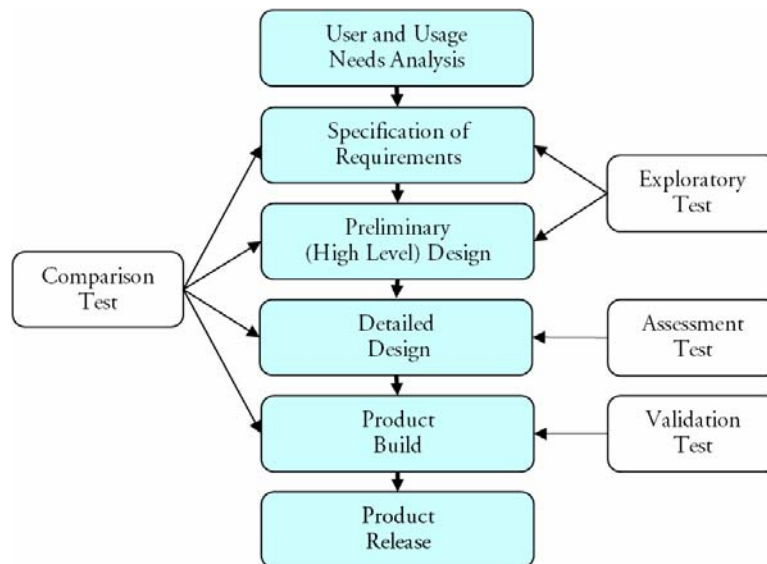 User and Usage
Needs Analysis
Specification of
Requirements
Exploratory
Test
Preliminary
(High Level) Design
Comparison
Test
Detailed
Design
Assessment
Test
Product
Build
Validation
Test
Product
Release